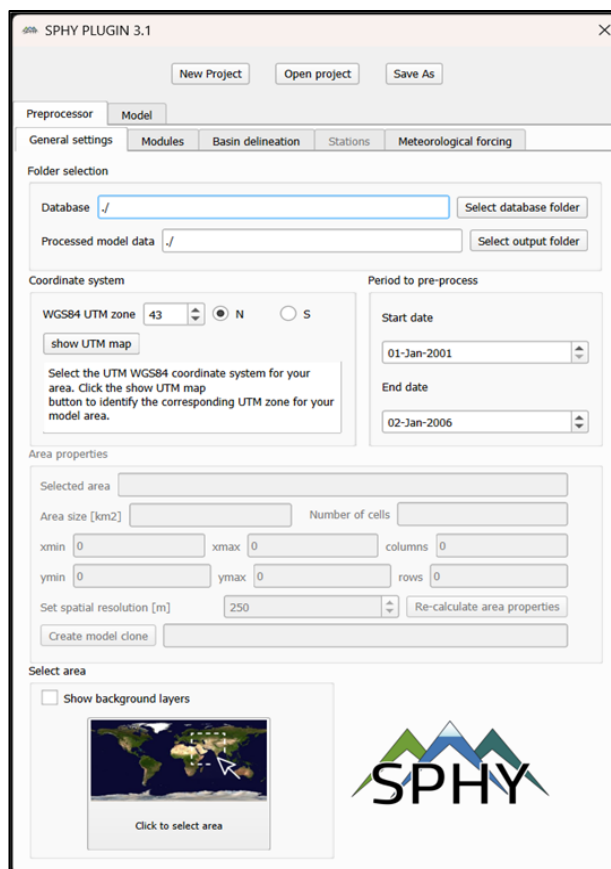 SPHY PLUGIN 3.1
New Project Open project Save As
Preprocessor Model
General settings Modules Basin delineation Stations Meteorological forcing
Folder selection
Database ./ Select database folder
Processed model data ./ Select output folder
Coordinate system Period to pre-process
WGS84 UTM zone 43 N S
Start date
show UTM map
01-Jan-2001
Select the UTM WGS84 coordinate system for your
area. Click the show UTM map
button to identify the corresponding UTM zone for your
model area.
End date
02-Jan-2006
Area properties
Selected area
Area size [km2] Number of cells
xmin 0 xmax 0 columns 0
ymin 0 ymax 0 rows 0
Set spatial resolution [m] 250 Re-calculate area properties
Create model clone
Select area
Show background layers
Click to select area
SPHY